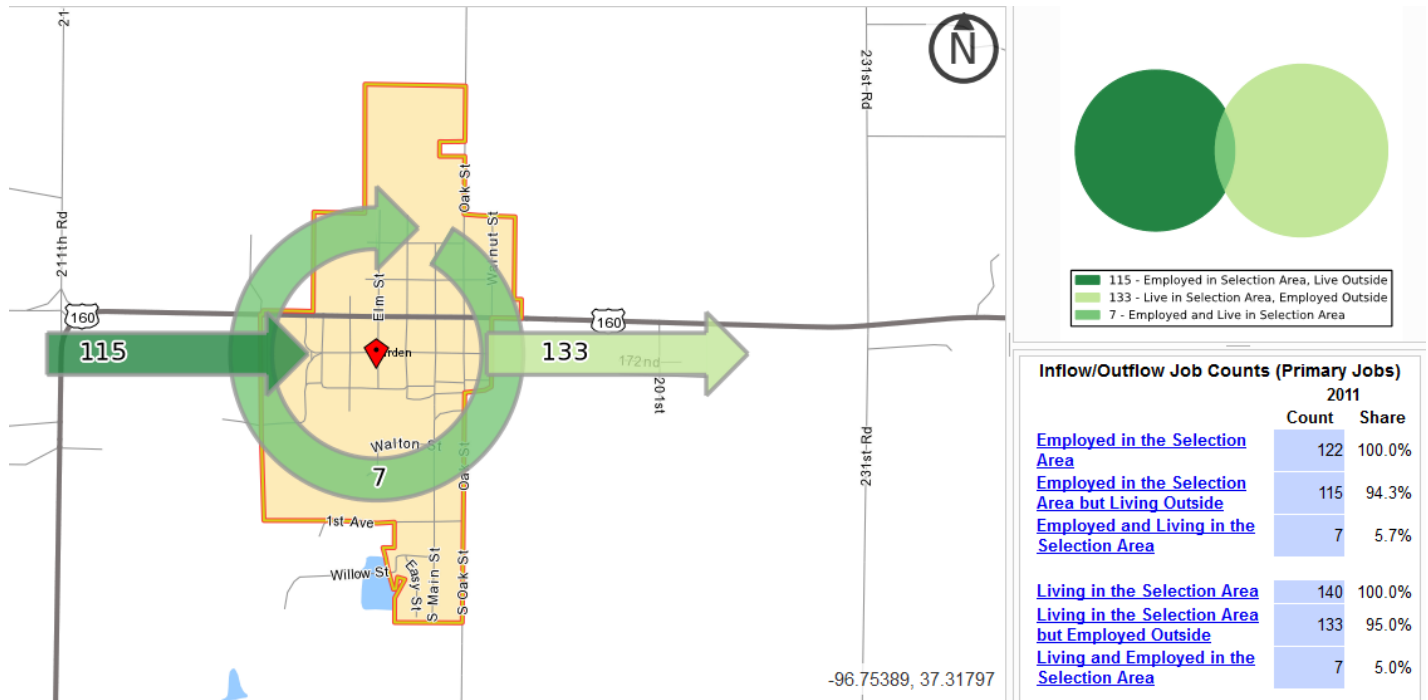 21
N
231st Rd
Oak St
Walnut St
211th Rd
Elm St
160
160
115
rden
133
172nd
201st
Walton St
7
Oak St
231st Rd
1st Ave
Willow St
Easy St
S Main St
S Oak St
-96.75389, 37.31797
115 - Employed in Selection Area, Live Outside
133 - Live in Selection Area, Employed Outside
7 - Employed and Live in Selection Area
Inflow/Outflow Job Counts (Primary Jobs)
2011
Count Share
Employed in the Selection
Area 122 100.0%
Employed in the Selection
Area but Living Outside 115 94.3%
Employed and Living in the
Selection Area 7 5.7%
Living in the Selection Area 140 100.0%
Living in the Selection Area
but Employed Outside 133 95.0%
Living and Employed in the
Selection Area 7 5.0%